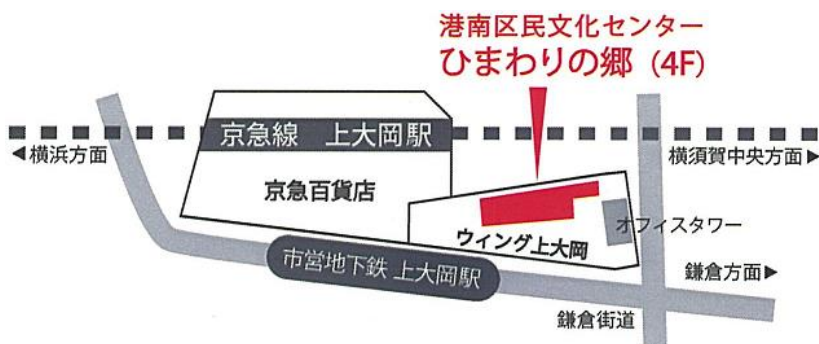 港南区民文化センター
ひまわりの郷 (4F)
京急線 上大岡駅
◀横浜方面
横須賀中央方面▶
京急百貨店
オフィスタワー
ウィング上大岡
市営地下鉄 上大岡駅
鎌倉方面▶
鎌倉街道